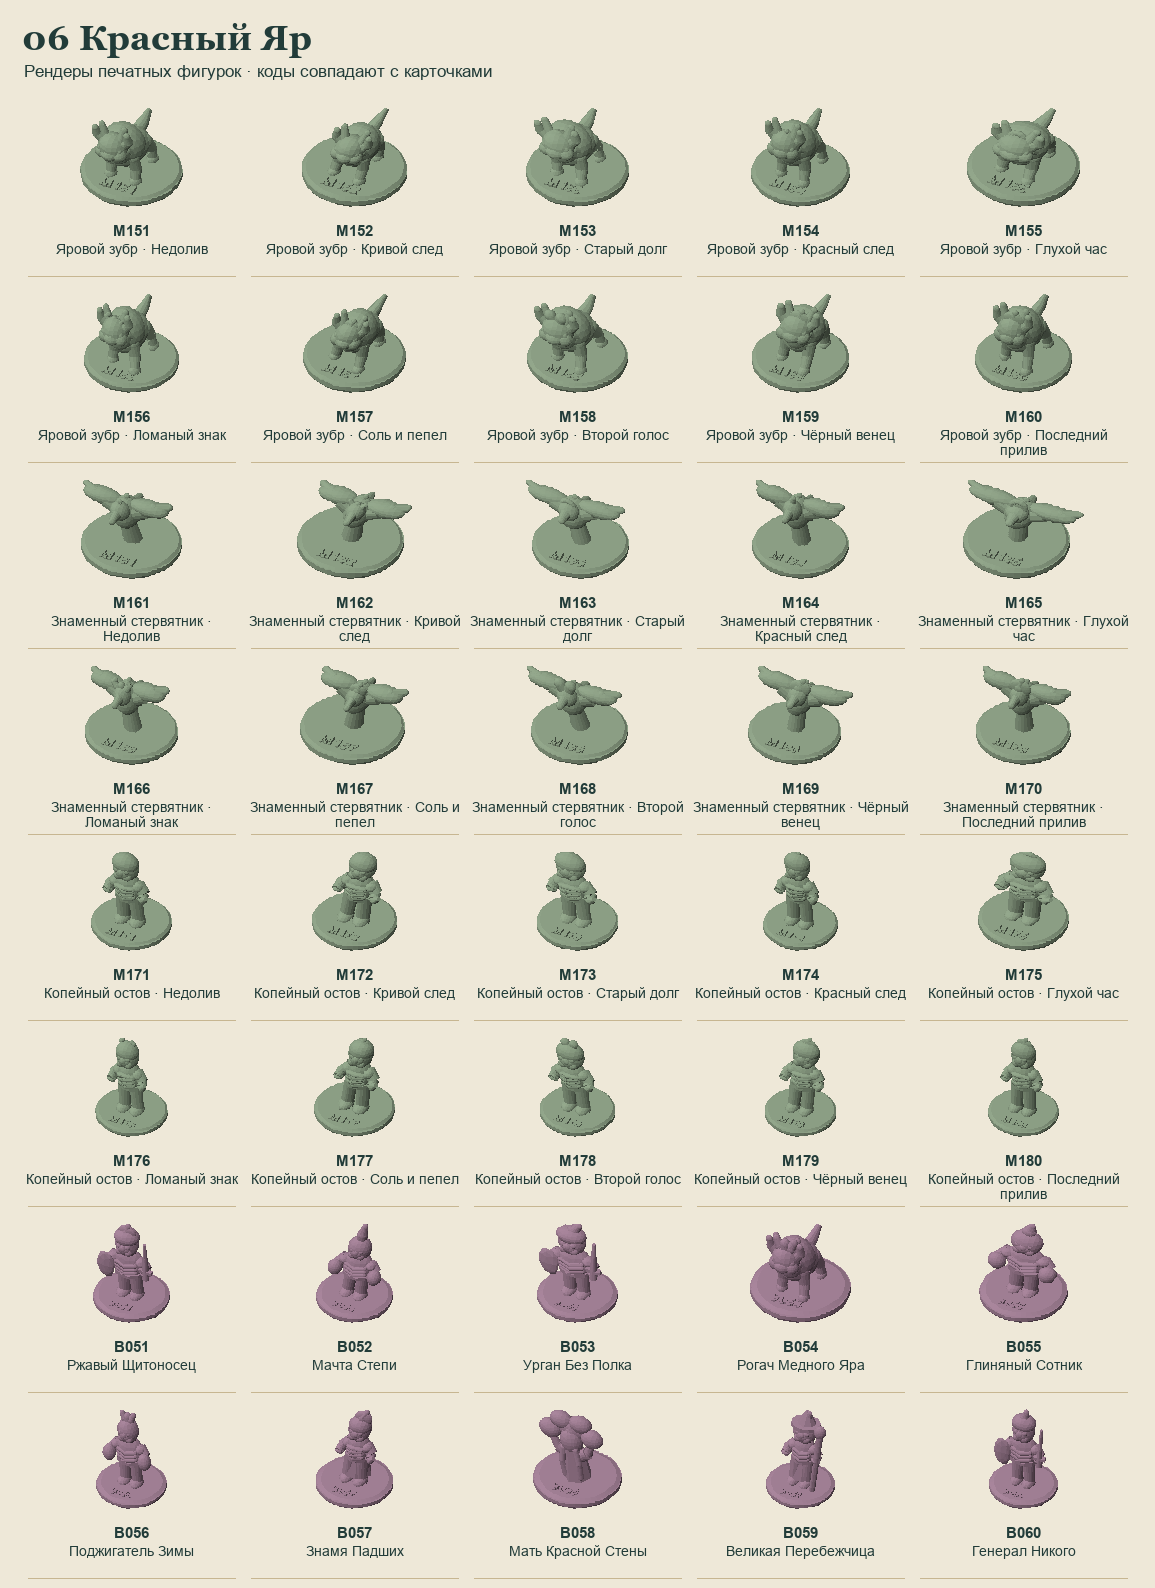 06 Красный Яр
Рендеры печатных фигурок · коды совпадают с карточками
M151 M152 M153 M154 M155
Яровой зубр · Недолив Яровой зубр · Кривой след Яровой зубр · Старый долг Яровой зубр · Красный след Яровой зубр · Глухой час
M156 M157 M158 M159 M160
Яровой зубр · Ломаный знак Яровой зубр · Соль и пепел Яровой зубр · Второй голос Яровой зубр · Чёрный венец Яровой зубр · Последний
прилив
M161 M162 M163 M164 M165
Знаменный стервятник · Знаменный стервятник · Кривой Знаменный стервятник · Старый Знаменный стервятник · Знаменный стервятник · Глухой
Недолив след долг Красный след час
M166 M167 M168 M169 M170
Знаменный стервятник · Знаменный стервятник · Соль и Знаменный стервятник · Второй Знаменный стервятник · Чёрный Знаменный стервятник ·
Ломаный знак пепел голос венец Последний прилив
M171 M172 M173 M174 M175
Копейный остов · Недолив Копейный остов · Кривой след Копейный остов · Старый долг Копейный остов · Красный след Копейный остов · Глухой час
M176 M177 M178 M179 M180
Копейный остов · Ломаный знак Копейный остов · Соль и пепел Копейный остов · Второй голос Копейный остов · Чёрный венец Копейный остов · Последний
прилив
B051 B052 B053 B054 B055
Ржавый Щитоносец Мачта Степи Урган Без Полка Рогач Медного Яра Глиняный Сотник
B056 B057 B058 B059 B060
Поджигатель Зимы Знамя Падших Мать Красной Стены Великая Перебежчица Генерал Никого